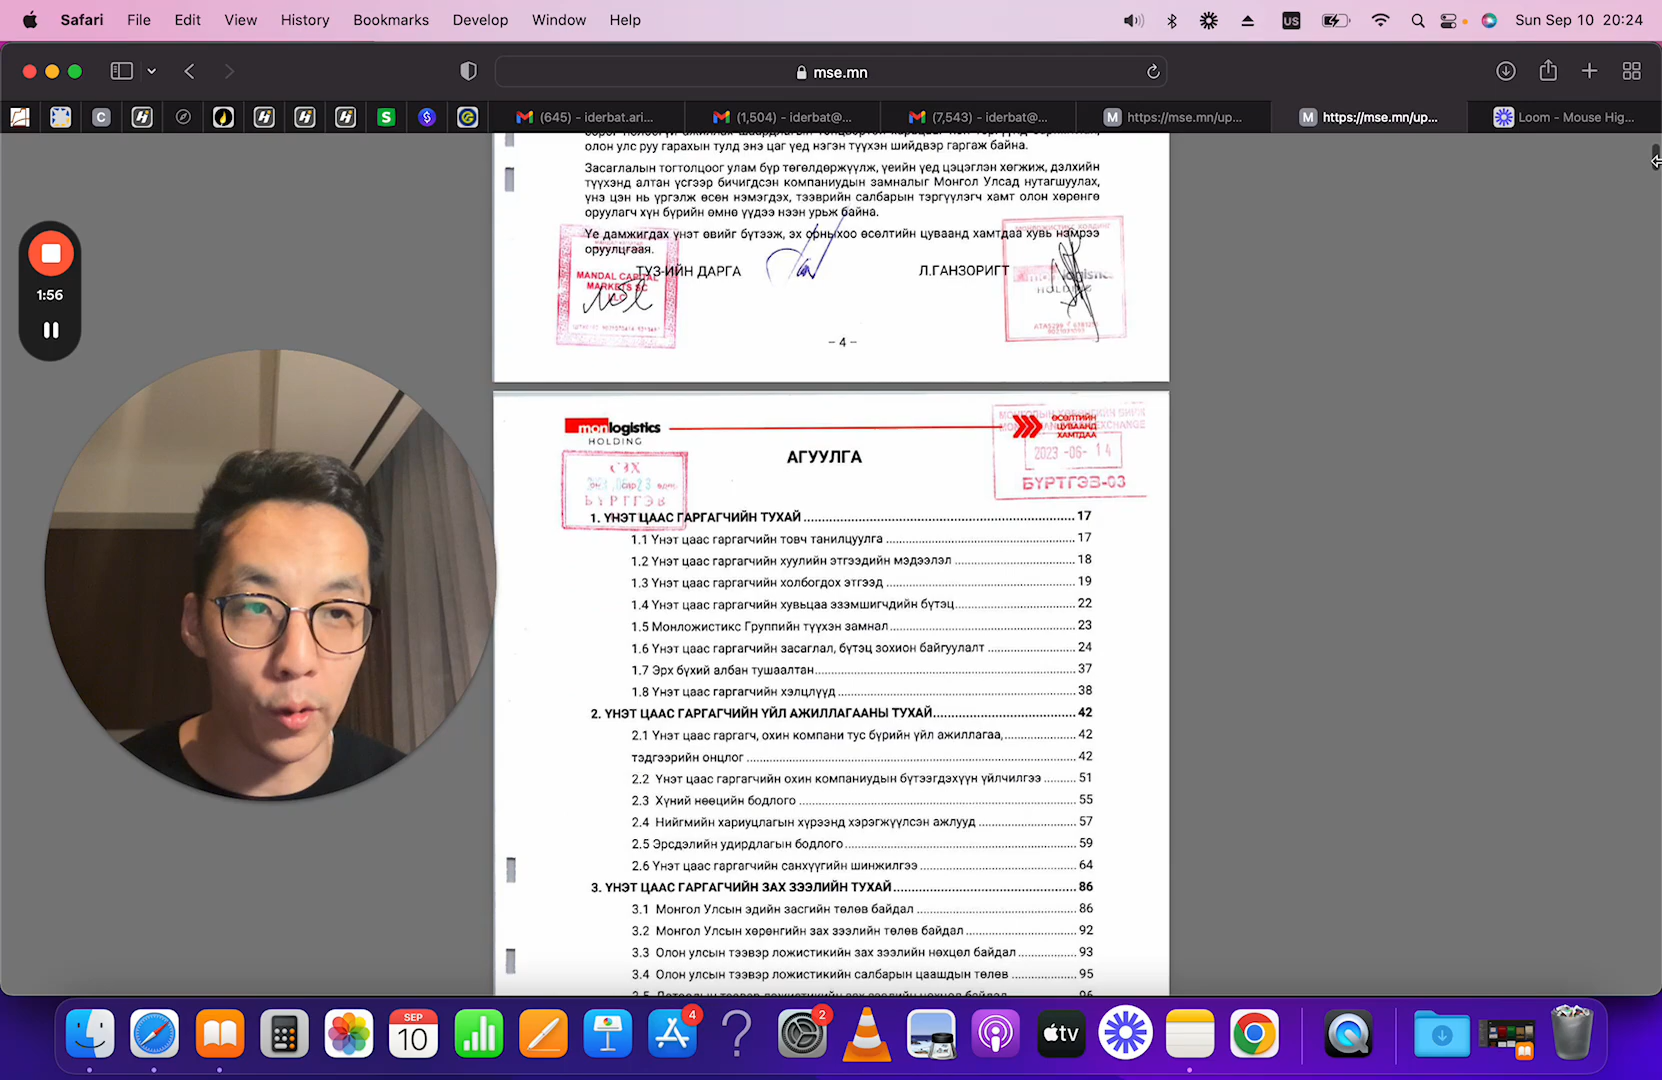 Safari File Edit View History Bookmarks Develop Window Help
US
Sun Sep 10 20:24
mse.mn
(645) - iderbat.ari...
(1,504) - iderbat@...
(7,543) - iderbat@...
https://mse.mn/up...
https://mse.mn/up...
Loom - Mouse Hig...
1:56
олон улс руу гарахын тулд энэ цаг үед нэгэн түүхэн шийдвэр гаргаж байна.
Засаглалын тогтолцоог улам бүр төгөлдөржүүлж, үеийн үед цэцэглэн хөгжиж, дэлхийн
түүхэнд алтан үсгээр бичигдсэн компаниудын замналыг Монгол Улсад нутагшуулах,
үнэ цэн нь үргэлж өсөн нэмэгдэх, тээврийн салбарын тэргүүлэгч хамт олон хөрөнгө
оруулагч хүн бүрийн өмнө үүдээ нээн урьж байна.
Үе дамжигдах үнэт өвийг бүтээж, эх орныхоо өсөлтийн цуваанд хамтдаа хувь нэмрээ
оруулцгаая.
ТУЗ-ИЙН ДАРГА
Л.ГАНЗОРИГТ
MANDAL CAPITAL
MARKETS SC
LLC
HOLDING
– 4 –
monlogistics
HOLDING
ӨСӨЛТИЙН
ЦУВААНД
ХАМТДАА
2023 -06- 14
БҮРТГЭВ-03
СЗХ
БҮРТГЭВ
АГУУЛГА
1. ҮНЭТ ЦААС ГАРГАГЧИЙН ТУХАЙ 17
1.1 Үнэт цаас гаргагчийн товч танилцуулга 17
1.2 Үнэт цаас гаргагчийн хуулийн этгээдийн мэдээлэл 18
1.3 Үнэт цаас гаргагчийн холбогдох этгээд 19
1.4 Үнэт цаас гаргагчийн хувьцаа эзэмшигчдийн бүтэц 22
1.5 Монложистикс Группийн түүхэн замнал 23
1.6 Үнэт цаас гаргагчийн засаглал, бүтэц зохион байгуулалт 24
1.7 Эрх бүхий албан тушаалтан 37
1.8 Үнэт цаас гаргагчийн хэлцлүүд 38
2. ҮНЭТ ЦААС ГАРГАГЧИЙН ҮЙЛ АЖИЛЛАГААНЫ ТУХАЙ 42
2.1 Үнэт цаас гаргагч, охин компани тус бүрийн үйл ажиллагаа, 42
тэдгээрийн онцлог 42
2.2 Үнэт цаас гаргагчийн охин компаниудын бүтээгдэхүүн үйлчилгээ 51
2.3 Хүний нөөцийн бодлого 55
2.4 Нийгмийн хариуцлагын хүрээнд хэрэгжүүлсэн ажлууд 57
2.5 Эрсдэлийн удирдлагын бодлого 59
2.6 Үнэт цаас гаргагчийн санхүүгийн шинжилгээ 64
3. ҮНЭТ ЦААС ГАРГАГЧИЙН ЗАХ ЗЭЭЛИЙН ТУХАЙ 86
3.1 Монгол Улсын эдийн засгийн төлөв байдал 86
3.2 Монгол Улсын хөрөнгийн зах зээлийн төлөв байдал 92
3.3 Олон улсын тээвэр ложистикийн зах зээлийн нөхцөл байдал 93
3.4 Олон улсын тээвэр ложистикийн салбарын цаашдын төлөв 95
SEP
10
4
2
tv